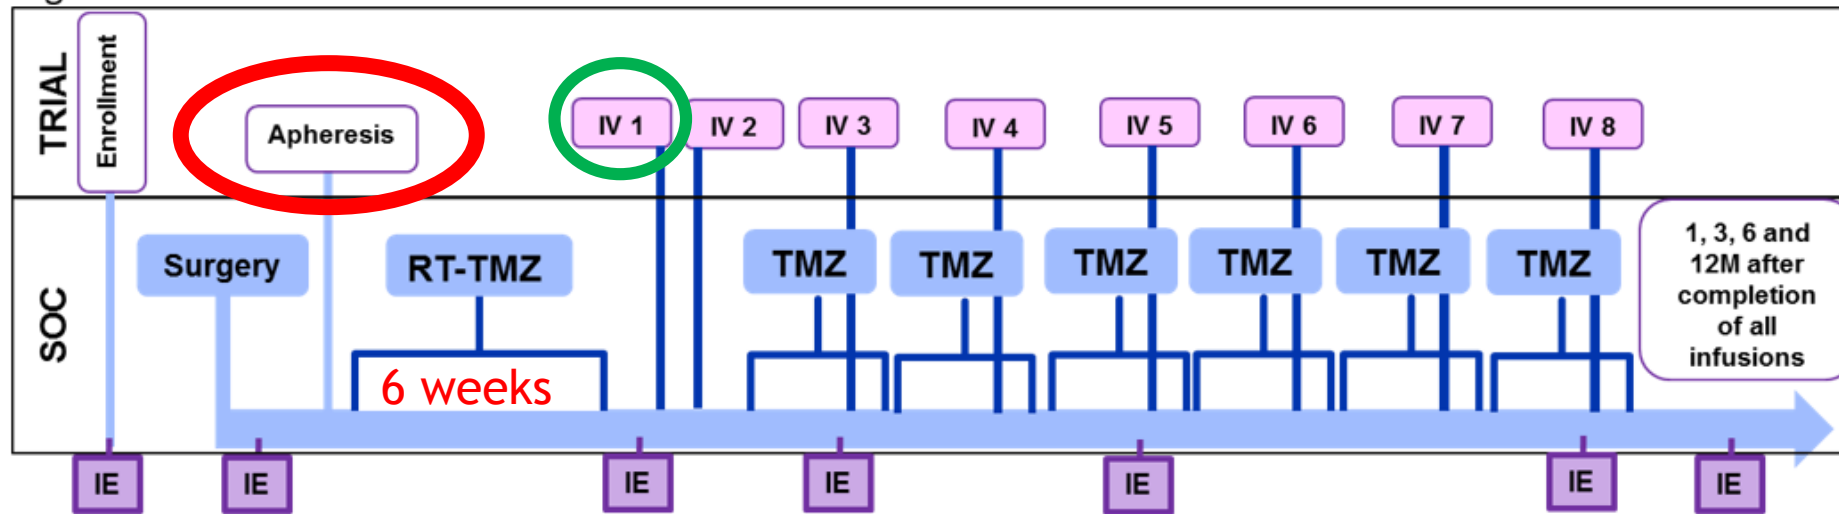 TRIAL
Enrollment
Apheresis
IV 1
IV 2
IV 3
IV 4
IV 5
IV 6
IV 7
IV 8
SOC
Surgery
RT-TMZ
6 weeks
TMZ
TMZ
TMZ
TMZ
TMZ
TMZ
1, 3, 6 and
12M after
completion
of all
infusions
IE
IE
IE
IE
IE
IE
IE